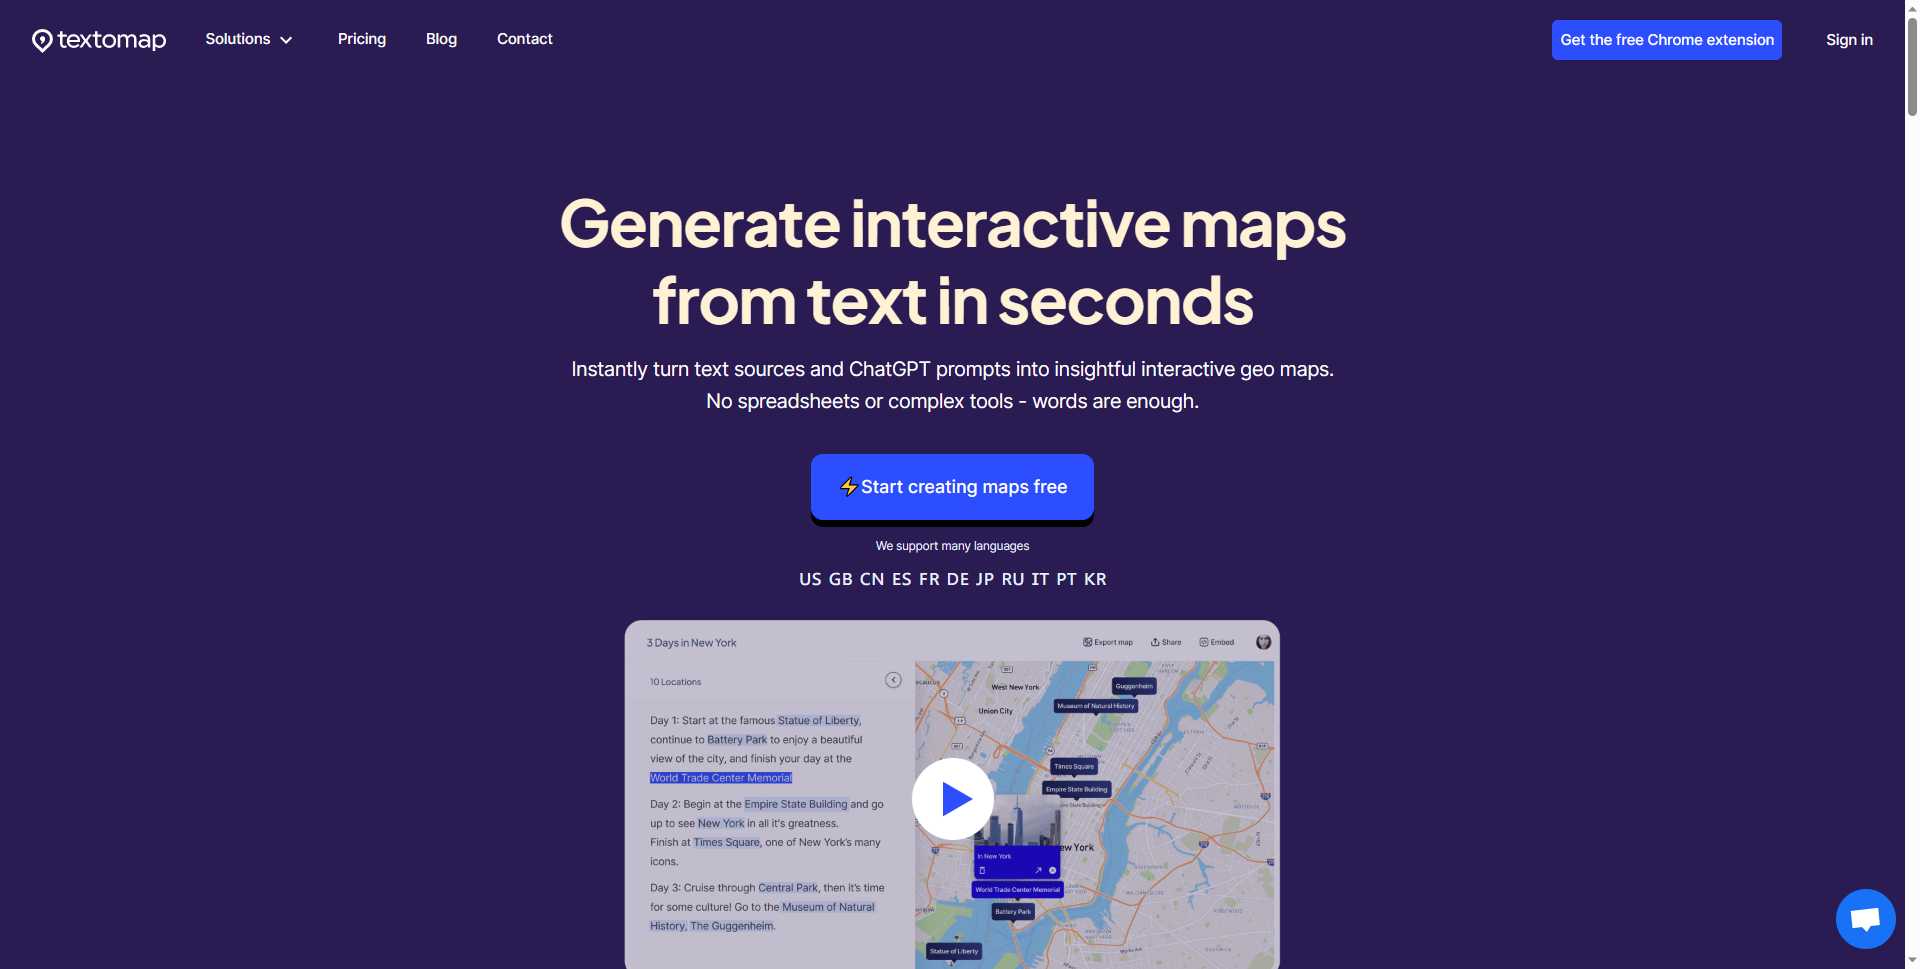 textomap
Solutions
Pricing
Blog
Contact
Get the free Chrome extension
Sign in
Generate interactive maps
from text in seconds
Instantly turn text sources and ChatGPT prompts into insightful interactive geo maps.
No spreadsheets or complex tools - words are enough.
⚡Start creating maps free
We support many languages
US GB CN ES FR DE JP RU IT PT KR
3 Days in New York
Export map
Share
Embed
10 Locations
Day 1: Start at the famous Statue of Liberty,
continue to Battery Park to enjoy a beautiful
view of the city, and finish your day at the
World Trade Center Memorial
Day 2: Begin at the Empire State Building and go
up to see New York in all it's greatness.
Finish at Times Square, one of New York's many
icons.
Day 3: Cruise through Central Park, then it's time
for some culture! Go to the Museum of Natural
History, The Guggenheim.
West New York
Union City
Guggenheim
Museum of Natural History
Times Square
Empire State Building
ew York
In New York
World Trade Center Memorial
Battery Park
Statue of Liberty